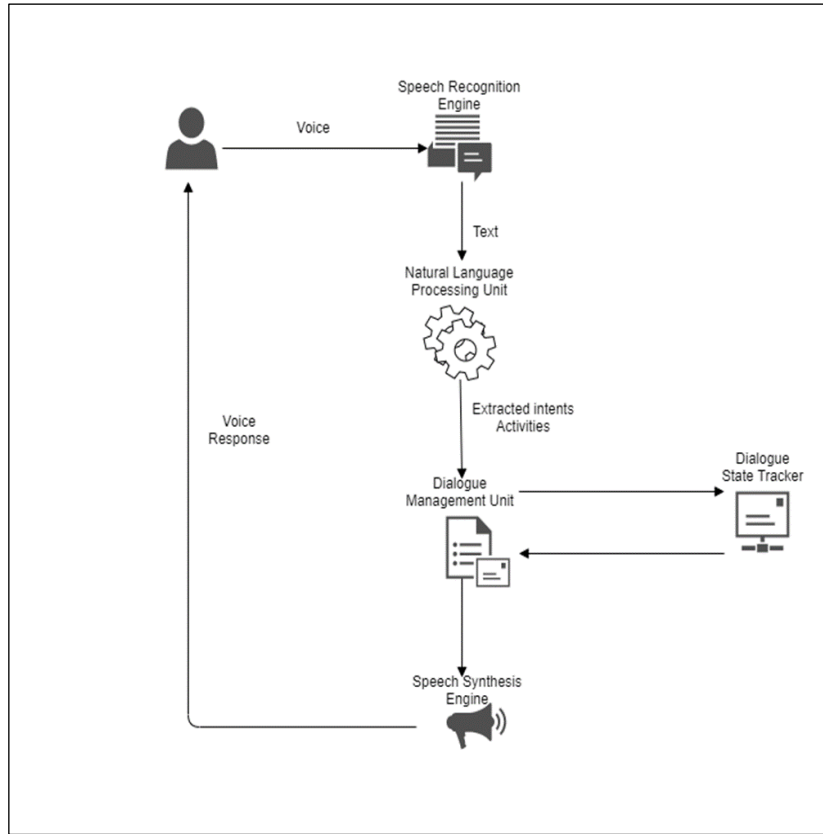 Speech Recognition
Engine
Voice
Text
Natural Language
Processing Unit
Extracted intents
Activities
Voice
Response
Dialogue
State Tracker
Dialogue
Management Unit
Speech Synthesis
Engine